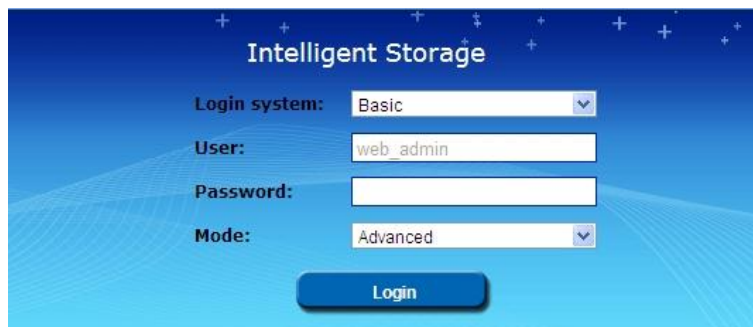 Intelligent Storage
Login system: Basic
User: web_admin
Password:
Mode: Advanced
Login